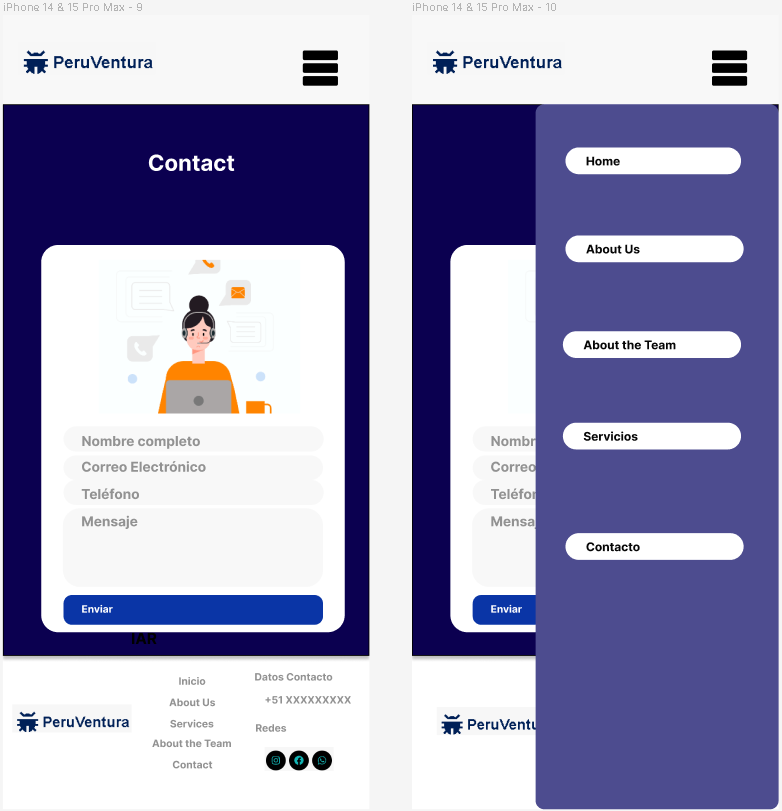 iPhone 14 & 15 Pro Max - 9
PeruVentura
Contact
Nombre completo
Correo Electrónico
Teléfono
Mensaje
Enviar
IAR
PeruVentura
Inicio
About Us
Services
About the Team
Contact
Datos Contacto
+51 XXXXXXXXX
Redes
iPhone 14 & 15 Pro Max - 10
PeruVentura
Home
About Us
About the Team
Servicios
Contacto
Nombr
Correo
Teléfo
Mensa
Enviar
PeruVentu